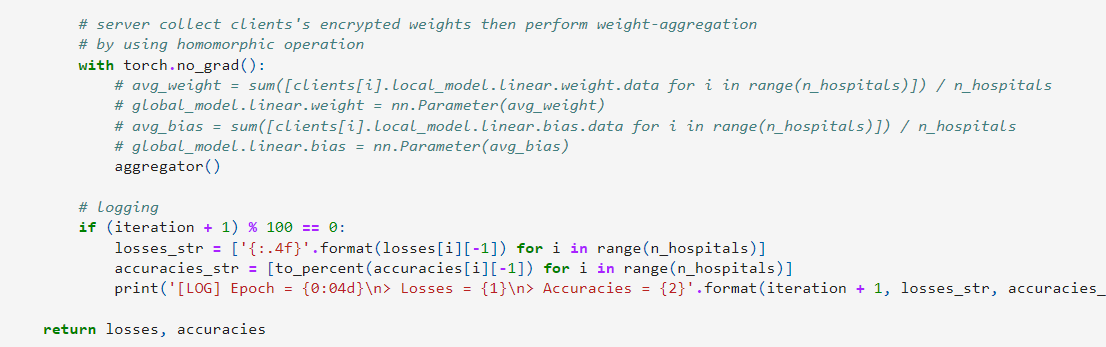 # server collect clients's encrypted weights then perform weight-aggregation
# by using homomorphic operation
with torch.no_grad():
# avg_weight = sum([clients[i].local_model.linear.weight.data for i in range(n_hospitals)]) / n_hospitals
# global_model.linear.weight = nn.Parameter(avg_weight)
# avg_bias = sum([clients[i].local_model.linear.bias.data for i in range(n_hospitals)]) / n_hospitals
# global_model.linear.bias = nn.Parameter(avg_bias)
aggregator()
# logging
if (iteration + 1) % 100 == 0:
losses_str = ['{:.4f}'.format(losses[i][-1]) for i in range(n_hospitals)]
accuracies_str = [to_percent(accuracies[i][-1]) for i in range(n_hospitals)]
print('[LOG] Epoch = {0:04d}\n> Losses = {1}\n> Accuracies = {2}'.format(iteration + 1, losses_str, accuracies_
return losses, accuracies